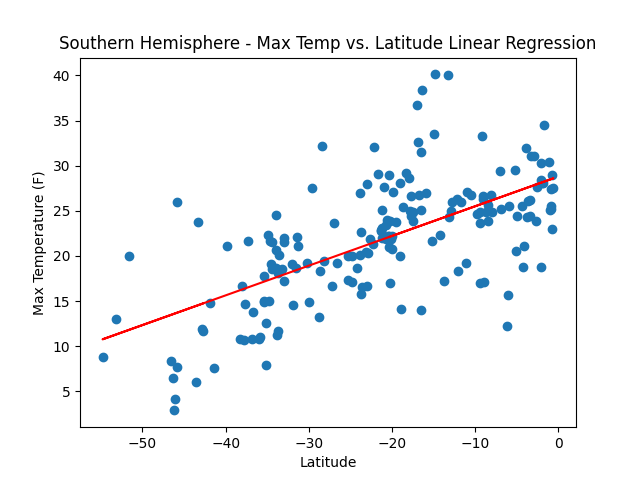 Southern Hemisphere - Max Temp vs. Latitude Linear Regression
40
35
30
25
20
15
10
5
Max Temperature (F)
−50 −40 −30 −20 −10 0
Latitude